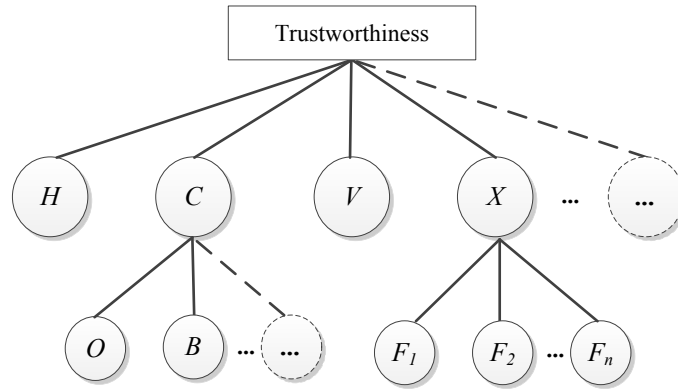 Trustworthiness
H C V X ... ...
O B ... ... F₁ F₂ ... Fₙ